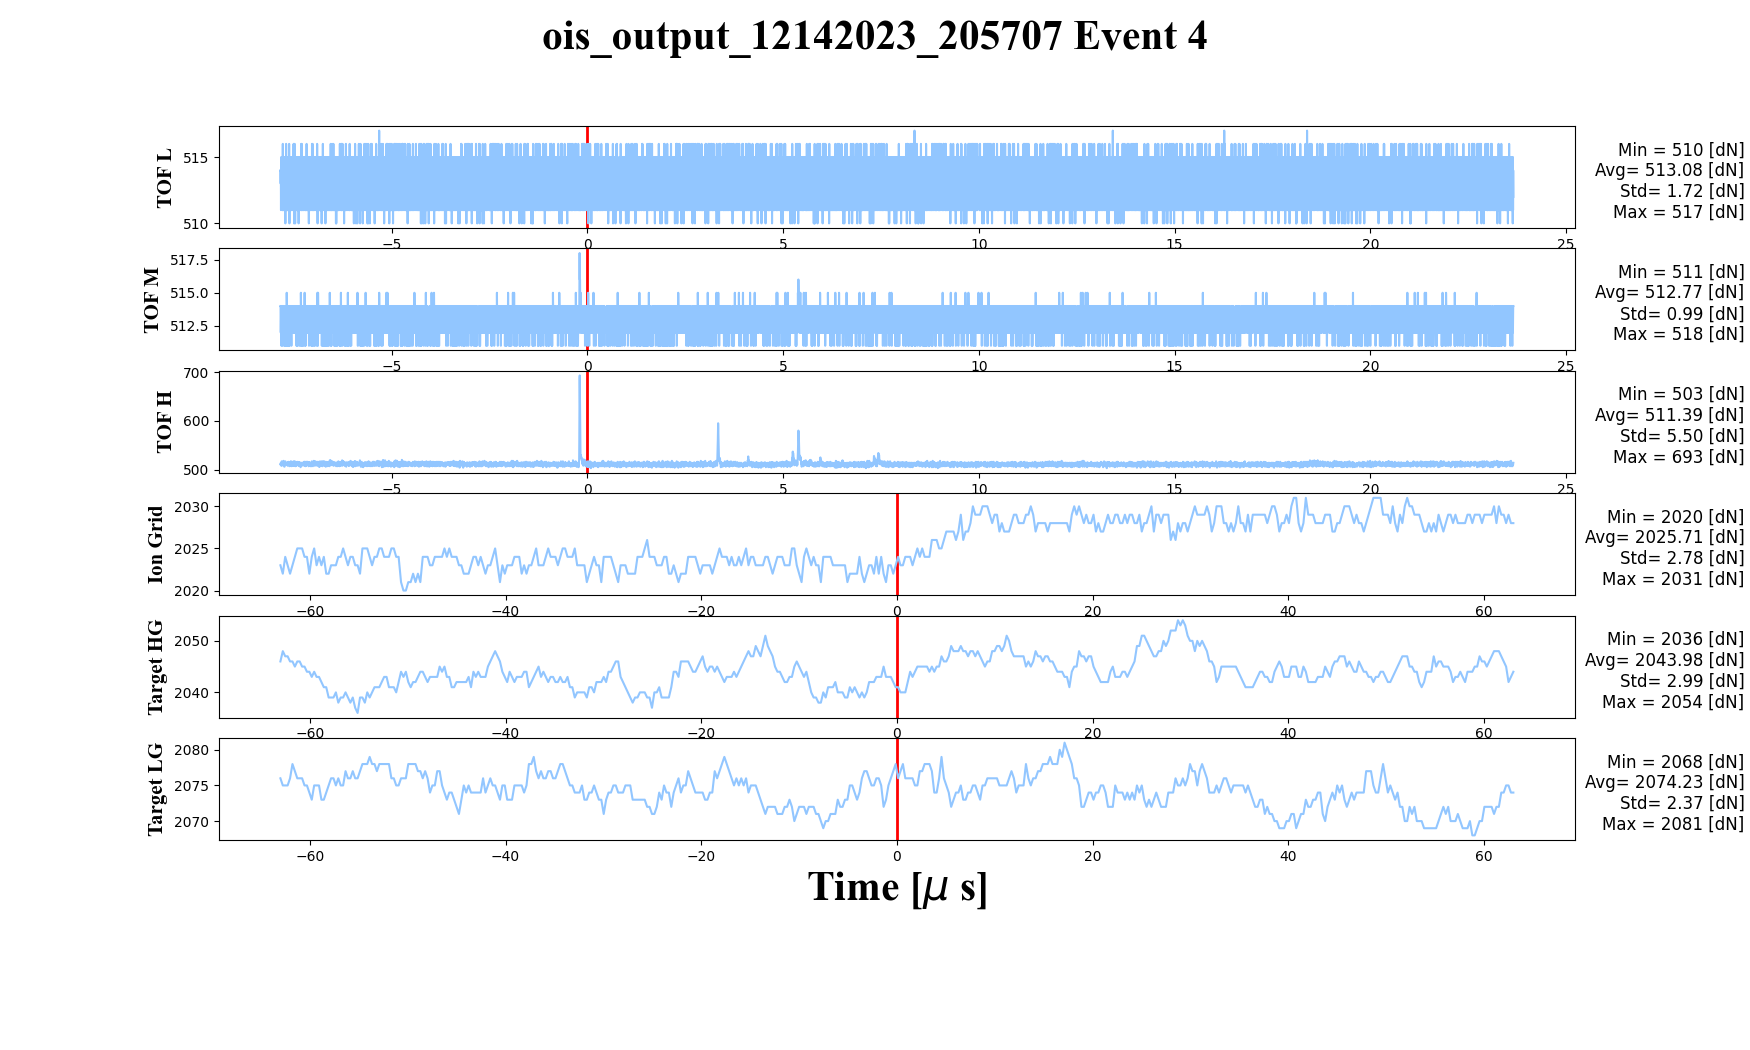 ois_output_12142023_205707 Event 4
TOF L
515
510
−5
0
5
10
15
20
25
Min = 510 [dN]
Avg= 513.08 [dN]
Std= 1.72 [dN]
Max = 517 [dN]
TOF M
517.5
515.0
512.5
−5
0
5
10
15
20
25
Min = 511 [dN]
Avg= 512.77 [dN]
Std= 0.99 [dN]
Max = 518 [dN]
TOF H
700
600
500
−5
0
5
10
15
20
25
Min = 503 [dN]
Avg= 511.39 [dN]
Std= 5.50 [dN]
Max = 693 [dN]
Ion Grid
2030
2025
2020
−60
−40
−20
0
20
40
60
Min = 2020 [dN]
Avg= 2025.71 [dN]
Std= 2.78 [dN]
Max = 2031 [dN]
Target HG
2050
2040
−60
−40
−20
0
20
40
60
Min = 2036 [dN]
Avg= 2043.98 [dN]
Std= 2.99 [dN]
Max = 2054 [dN]
Target LG
2080
2075
2070
−60
−40
−20
0
20
40
60
Min = 2068 [dN]
Avg= 2074.23 [dN]
Std= 2.37 [dN]
Max = 2081 [dN]
Time [μ s]